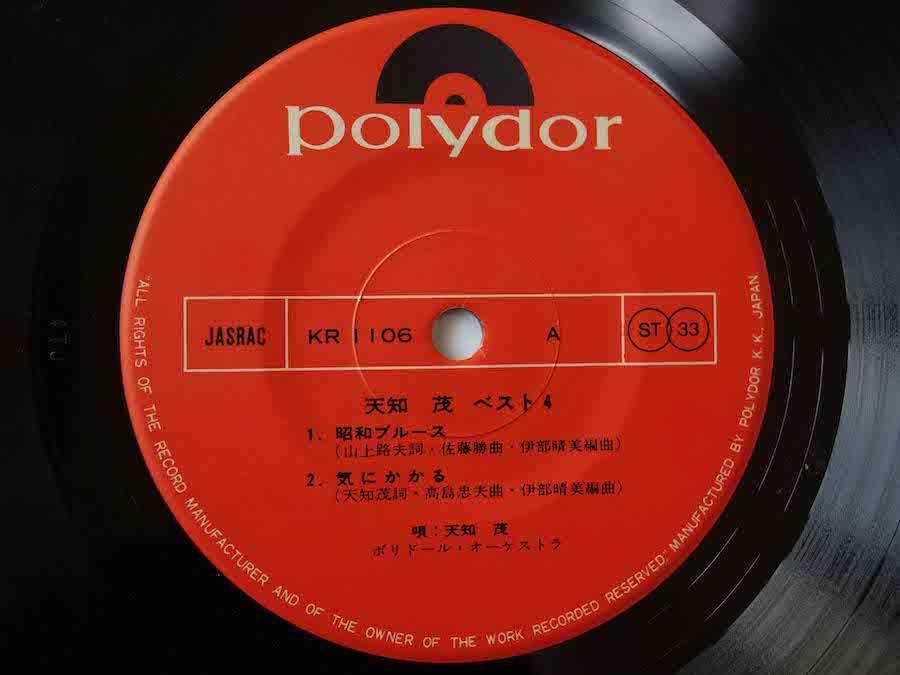 polydor
JASRAC KR 1106 A ST 33
天知 茂 ベスト4
1. 昭和ブルース
(山上路夫詞・佐藤勝曲・伊部晴美編曲)
2. 気にかかる
(天知茂詞・高島忠夫曲・伊部晴美編曲)
唄:天知 茂
ポリドール・オーケストラ
"ALL RIGHTS OF THE RECORD MANUFACTURER AND OF THE OWNER OF THE WORK RECORDED RESERVED" MANUFACTURED BY POLYDOR K.K., JAPAN